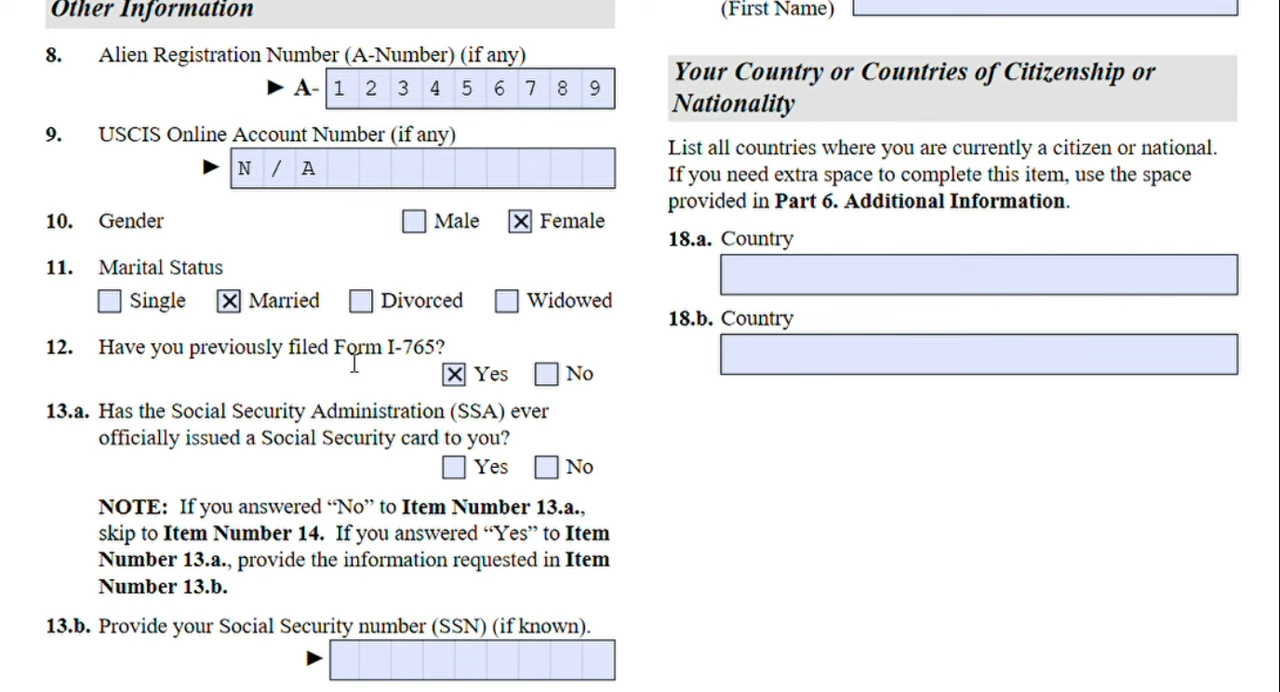 Other Information
8. Alien Registration Number (A-Number) (if any)
► A- 1 2 3 4 5 6 7 8 9
9. USCIS Online Account Number (if any)
► N / A
10. Gender Male X Female
11. Marital Status
Single X Married Divorced Widowed
12. Have you previously filed Form I-765?
X Yes No
13.a. Has the Social Security Administration (SSA) ever
officially issued a Social Security card to you?
Yes No
NOTE: If you answered “No” to Item Number 13.a.,
skip to Item Number 14. If you answered “Yes” to Item
Number 13.a., provide the information requested in Item
Number 13.b.
13.b. Provide your Social Security number (SSN) (if known).
►
(First Name)
Your Country or Countries of Citizenship or
Nationality
List all countries where you are currently a citizen or national.
If you need extra space to complete this item, use the space
provided in Part 6. Additional Information.
18.a. Country
18.b. Country